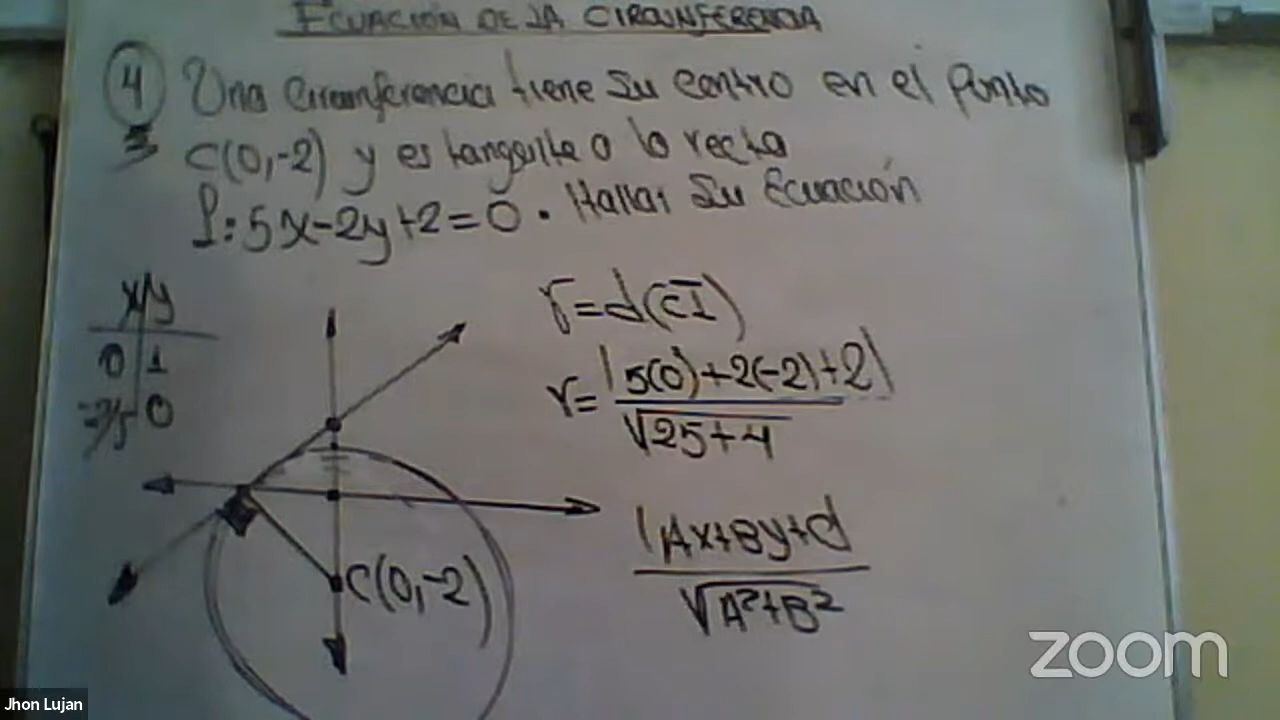 ECUACIÓN DE LA CIRCUNFERENCIA
4 Una circunferencia tiene su centro en el punto
3 C(0,-2) y es tangente a la recta
L: 5x-2y+2=0. Hallar su Ecuación
x y
0 1
-2/5 0
r=d(CI)
r=|5(0)+2(-2)+2|
√25+4
|Ax+By+C|
√A²+B²
C(0,-2)
zoom
Jhon Lujan